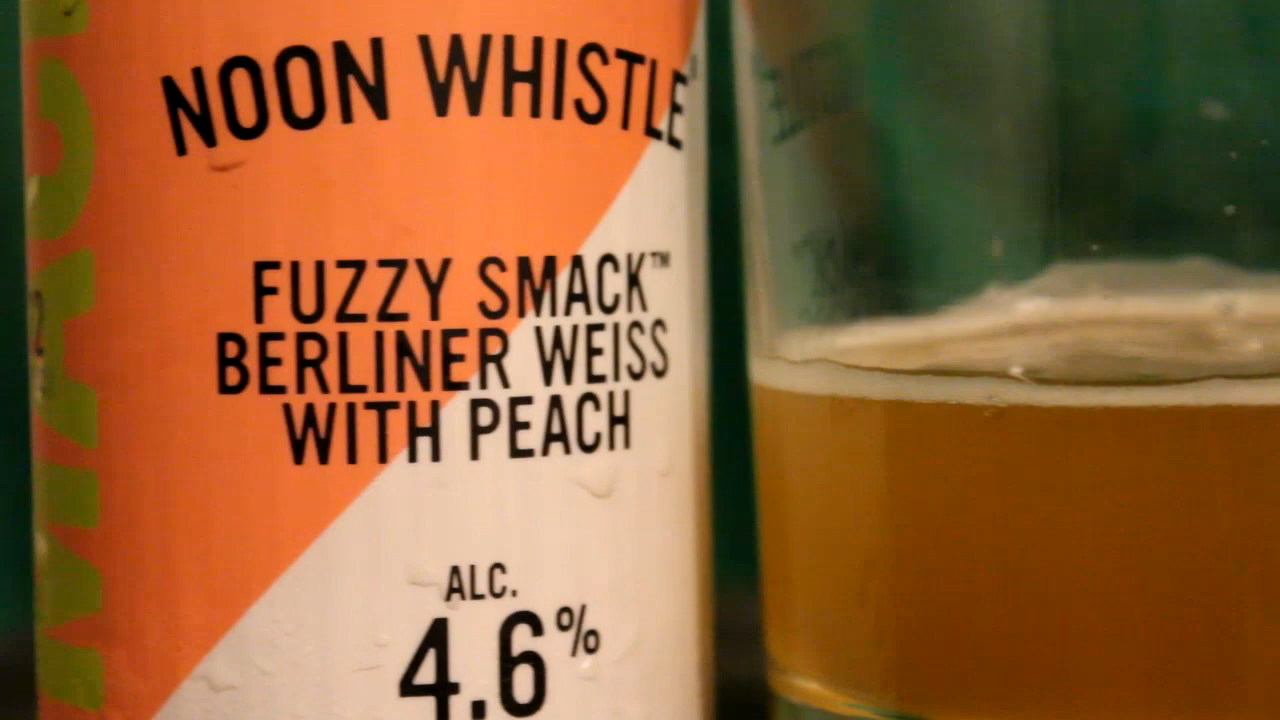 NOON WHISTLE
FUZZY SMACK™
BERLINER WEISS
WITH PEACH
ALC.
4.6%